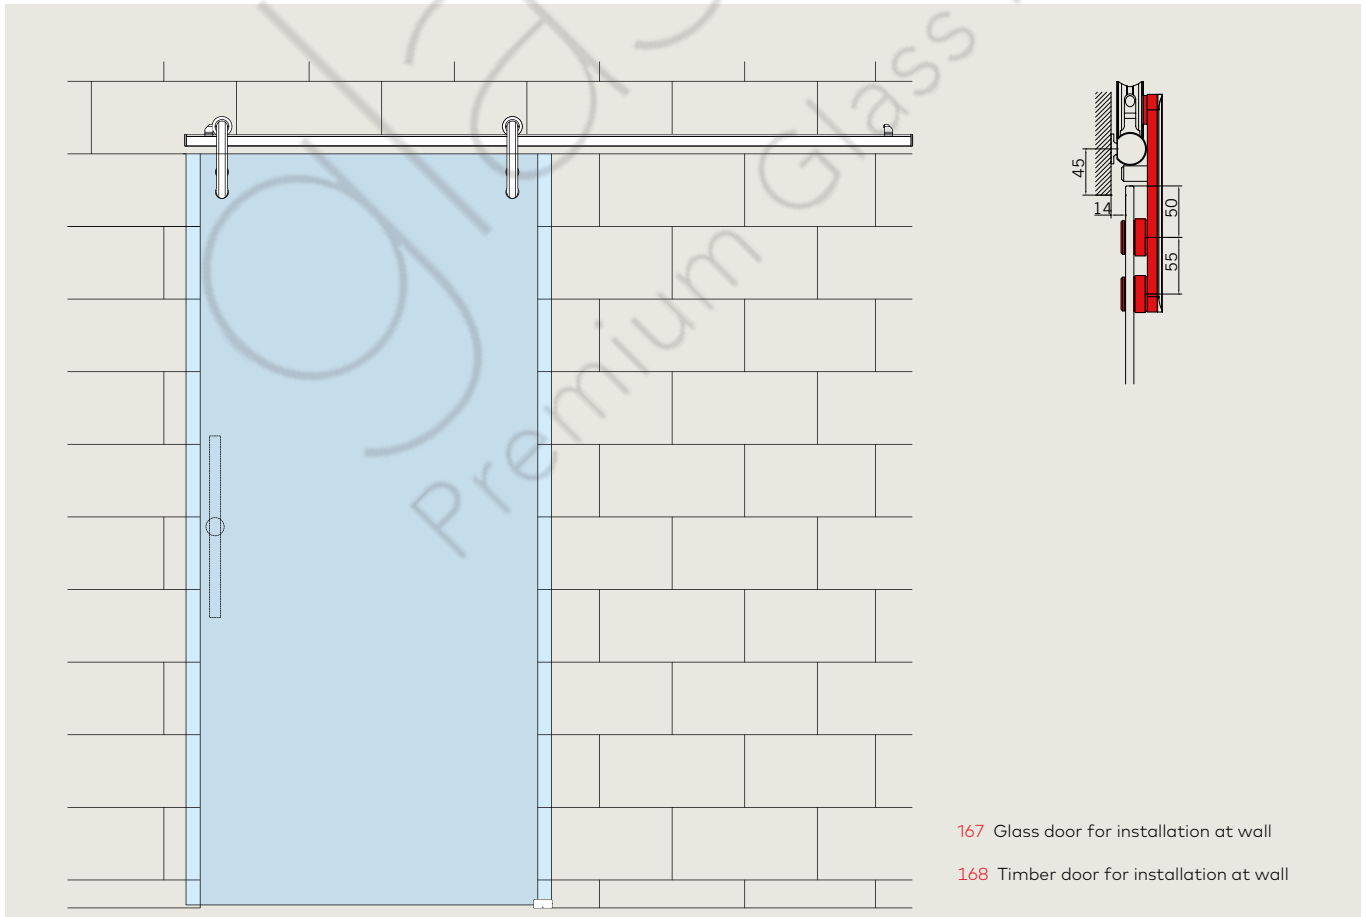 45
14
50
55
Premium Glass
167 Glass door for installation at wall
168 Timber door for installation at wall